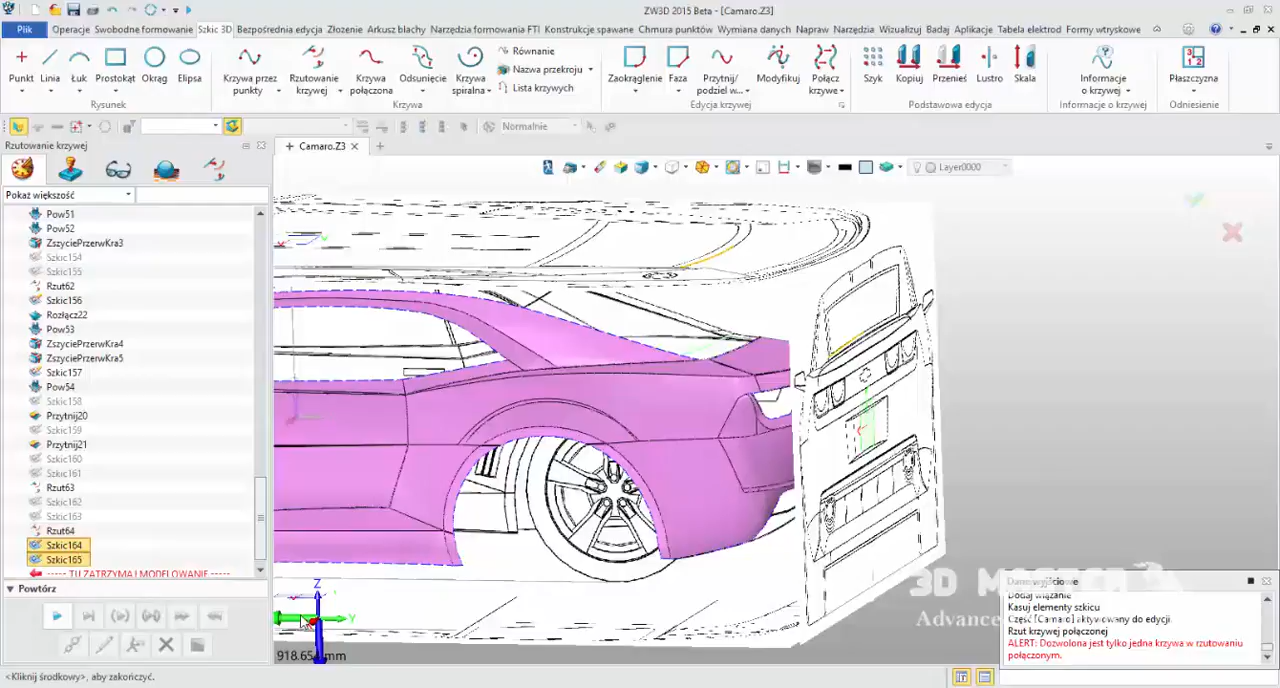 ZW3D 2015 Beta - [Camaro.Z3]
Plik Operacje Swobodne formowanie Szkic 3D Bezpośrednia edycja Złożenie Arkusz blachy Narzędzia formowania FTI Konstrukcje spawane Chmura punktów Wymiana danych Napraw Narzędzia Wizualizuj Badaj Aplikacje Tabela elektrod Formy wtryskowe
Punkt Linia Łuk Prostokąt Okrąg Elipsa
Rysunek
Krzywa przez punkty Rzutowanie krzywej Krzywa połączona Odsunięcie Krzywa spiralna
Równanie
Nazwa przekroju
Lista krzywych
Krzywa
Zaokrąglenie Faza Przytnij/ podziel w... Modyfikuj Połącz krzywe
Edycja krzywej
Szyk Kopiuj Przenieś Lustro Skala
Podstawowa edycja
Informacje o krzywej
Informacje o krzywej
Płaszczyzna
Odniesienie
Normalnie
Rzutowanie krzywej
Camaro.Z3
Layer0000
Pokaż większość
Pow51
Pow52
ZszyciePrzerwKra3
Szkic154
Szkic155
Rzut62
Szkic156
Rozłącz22
Pow53
ZszyciePrzerwKra4
ZszyciePrzerwKra5
Szkic157
Pow54
Szkic158
Przytnij20
Szkic159
Przytnij21
Szkic160
Szkic161
Rzut63
Szkic162
Szkic163
Rzut64
Szkic164
Szkic165
----- TU ZATRZYMAJ MODELOWANIE -----
Powtórz
Z
Y
918.654 mm
3D MASTER
Advance
Dane wyjściowe
Dodaj wiązanie
Kasuj elementy szkicu
Część [Camaro] aktywowany do edycji.
Rzut krzywej połączonej
ALERT: Dozwolona jest tylko jedna krzywa w rzutowaniu połączonym.
<Kliknij środkowy>, aby zakończyć.